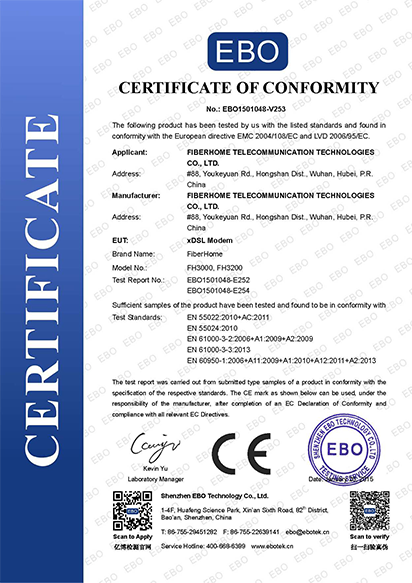 EBO
CERTIFICATE OF CONFORMITY
No.: EBO1501048-V253
The following product has been tested by us with the listed standards and found in
conformity with the European directive EMC 2004/108/EC and LVD 2006/95/EC.
Applicant: FIBERHOME TELECOMMUNICATION TECHNOLOGIES
CO., LTD.
Address: #88, Youkeyuan Rd., Hongshan Dist., Wuhan, Hubei, P.R.
China
Manufacturer: FIBERHOME TELECOMMUNICATION TECHNOLOGIES
CO., LTD.
Address: #88, Youkeyuan Rd., Hongshan Dist., Wuhan, Hubei, P.R.
China
EUT: xDSL Modem
Brand Name: FiberHome
Model No.: FH3000, FH3200
Test Report No.: EBO1501048-E252
EBO1501048-E254
Sufficient samples of the product have been tested and found to be in conformity with
Test Standards: EN 55022:2010+AC:2011
EN 55024:2010
EN 61000-3-2:2006+A1:2009+A2:2009
EN 61000-3-3:2013
EN 60950-1:2006+A11:2009+A1:2010+A12:2011+A2:2013
The test report was carried out from submitted type samples of a product in conformity with the
specification of the respective standards. The CE mark as shown below can be used, under the
responsibility of the manufacturer, after completion of an EC Declaration of Conformity and
compliance with all relevant EC Directives.
Kevin Yu
Laboratory Manager
CE
SHENZHEN EBO TECHNOLOGY CO.,LTD
EBO
TESTING SERVICE
2015
Shenzhen EBO Technology Co., Ltd.
1-4F, Huafeng Science Park, Xin'an Sixth Road, 82th District,
Bao'an, Shenzhen, China
T: 86-755-29451282 F: 86-755-22639141 ebo@ebotek.cn
Service Hotline: 400-668-6399 www.ebotek.cn
Scan to Apply
亿博检测官网
Scan to verify
扫一扫验真伪
CERTIFICATE